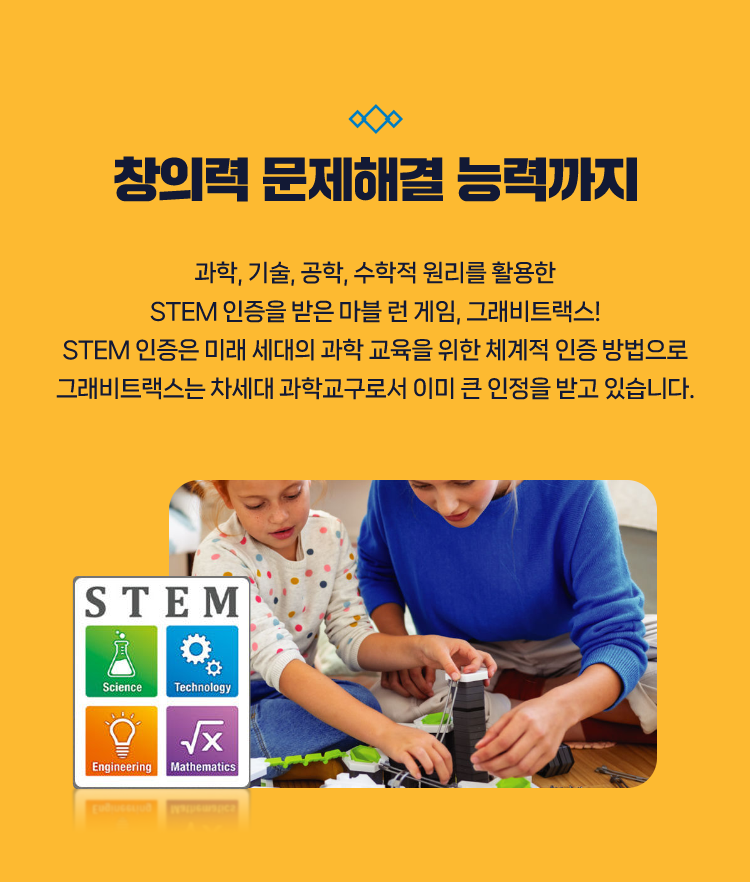 창의력 문제해결 능력까지
과학, 기술, 공학, 수학적 원리를 활용한
STEM 인증을 받은 마블 런 게임, 그래비트랙스!
STEM 인증은 미래 세대의 과학 교육을 위한 체계적 인증 방법으로
그래비트랙스는 차세대 과학교구로서 이미 큰 인정을 받고 있습니다.
STEM
Science
Technology
Engineering
√x
Mathematics